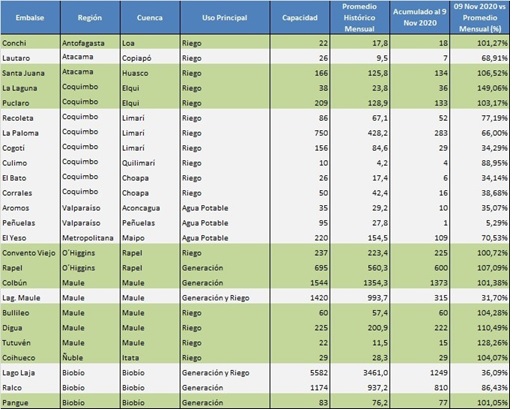 Embalse Región Cuenca Uso Principal Capacidad Promedio Histórico Mensual Acumulado al 9 Nov 2020 09 Nov 2020 vs Promedio Mensual (%)
Conchi Antofagasta Loa Riego 22 17,8 18 101,27%
Lautaro Atacama Copiapó Riego 26 9,5 7 68,91%
Santa Juana Atacama Huasco Riego 166 125,8 134 106,52%
La Laguna Coquimbo Elqui Riego 38 23,8 36 149,06%
Puclaro Coquimbo Elqui Riego 209 128,9 133 103,17%
Recoleta Coquimbo Limarí Riego 86 67,1 52 77,19%
La Paloma Coquimbo Limarí Riego 750 428,2 283 66,00%
Cogotí Coquimbo Limarí Riego 156 84,6 29 34,29%
Culimo Coquimbo Quilimarí Riego 10 4,2 4 88,95%
El Bato Coquimbo Choapa Riego 26 17,4 6 34,14%
Corrales Coquimbo Choapa Riego 50 42,4 16 38,68%
Aromos Valparaíso Aconcagua Agua Potable 35 29,2 10 35,07%
Peñuelas Valparaíso Peñuelas Agua Potable 95 27,8 1 5,29%
El Yeso Metropolitana Maipo Agua Potable 220 154,5 109 70,53%
Convento Viejo O´Higgins Rapel Riego 237 223,4 225 100,72%
Rapel O´Higgins Rapel Generación 695 560,3 600 107,09%
Colbún Maule Maule Generación 1544 1354,3 1373 101,38%
Lag. Maule Maule Maule Generación y Riego 1420 993,7 315 31,70%
Bullileo Maule Maule Riego 60 57,4 60 104,28%
Digua Maule Maule Riego 225 200,9 222 110,49%
Tutuvén Maule Maule Riego 22 11,5 15 128,26%
Coihueco Ñuble Itata Riego 29 28,3 29 104,07%
Lago Laja Biobío Biobío Generación y Riego 5582 3461,0 1249 36,09%
Ralco Biobío Biobío Generación 1174 937,2 810 86,43%
Pangue Biobío Biobío Generación 83 76,2 77 101,05%